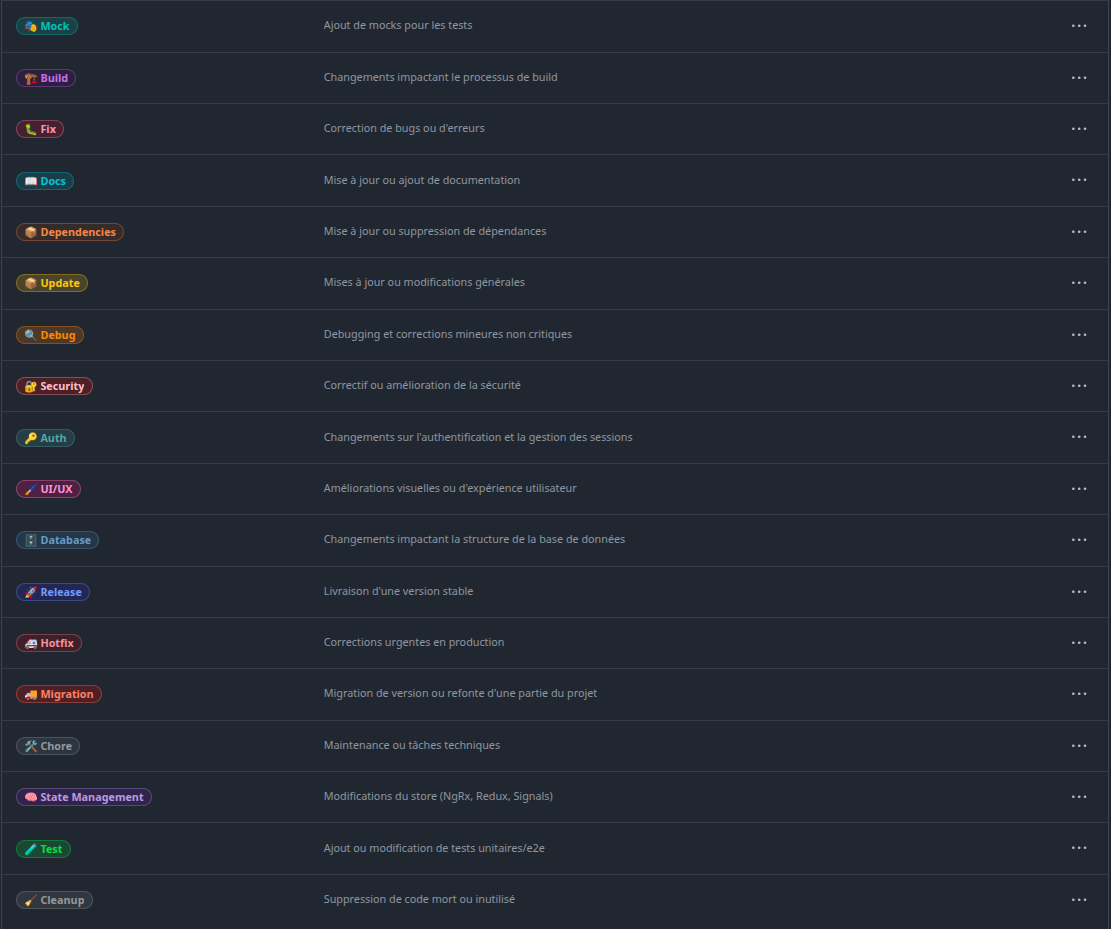 🎭 Mock Ajout de mocks pour les tests ...
🏗️ Build Changements impactant le processus de build ...
🐛 Fix Correction de bugs ou d'erreurs ...
📖 Docs Mise à jour ou ajout de documentation ...
📦 Dependencies Mise à jour ou suppression de dépendances ...
📦 Update Mises à jour ou modifications générales ...
🔍 Debug Debugging et corrections mineures non critiques ...
🔐 Security Correctif ou amélioration de la sécurité ...
🔑 Auth Changements sur l'authentification et la gestion des sessions ...
🖌️ UI/UX Améliorations visuelles ou d'expérience utilisateur ...
🗄️ Database Changements impactant la structure de la base de données ...
🚀 Release Livraison d'une version stable ...
🚑 Hotfix Corrections urgentes en production ...
🚚 Migration Migration de version ou refonte d'une partie du projet ...
🛠️ Chore Maintenance ou tâches techniques ...
🧠 State Management Modifications du store (NgRx, Redux, Signals) ...
🧪 Test Ajout ou modification de tests unitaires/e2e ...
🧹 Cleanup Suppression de code mort ou inutilisé ...